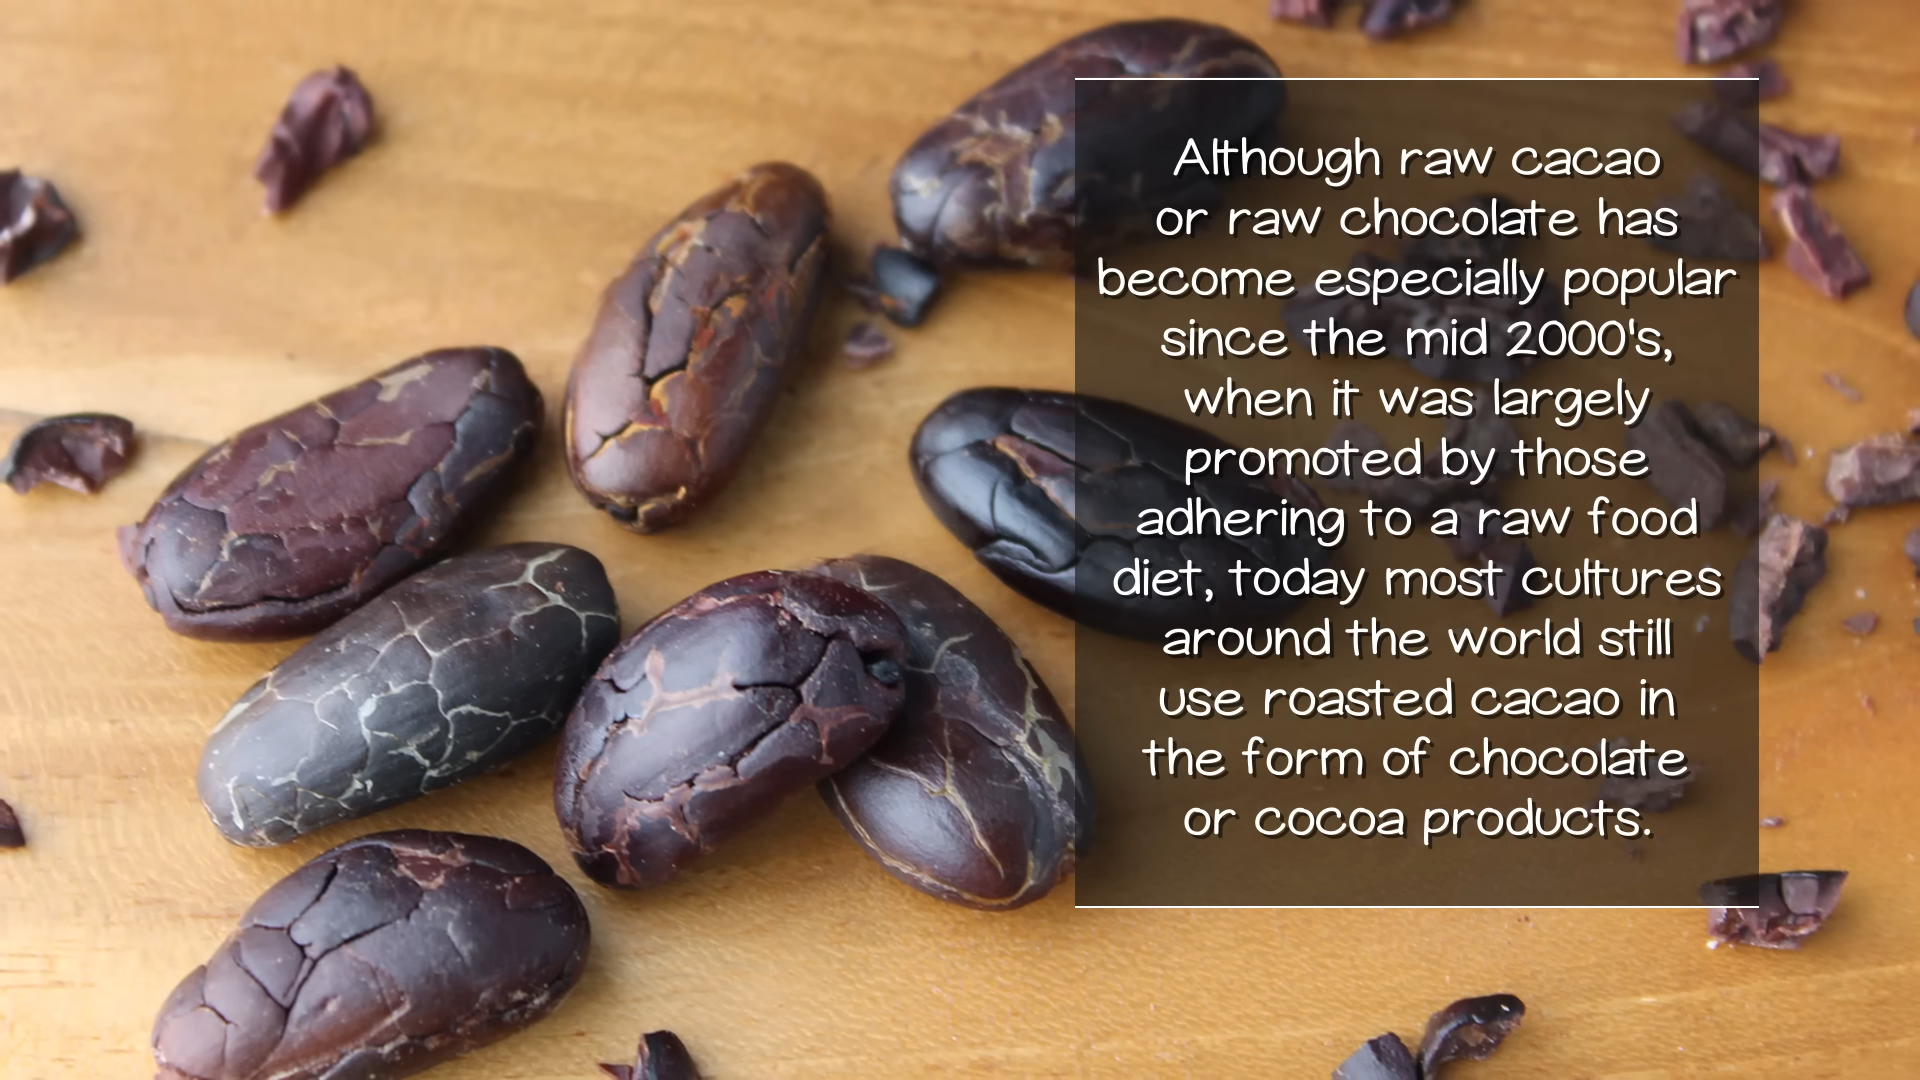 Although raw cacao
or raw chocolate has
become especially popular
since the mid 2000's,
when it was largely
promoted by those
adhering to a raw food
diet, today most cultures
around the world still
use roasted cacao in
the form of chocolate
or cocoa products.